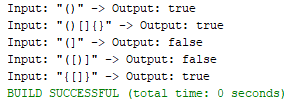 Input: "()" -> Output: true
Input: "()[]{}" -> Output: true
Input: "(]" -> Output: false
Input: "([)]" -> Output: false
Input: "{[]}" -> Output: true
BUILD SUCCESSFUL (total time: 0 seconds)